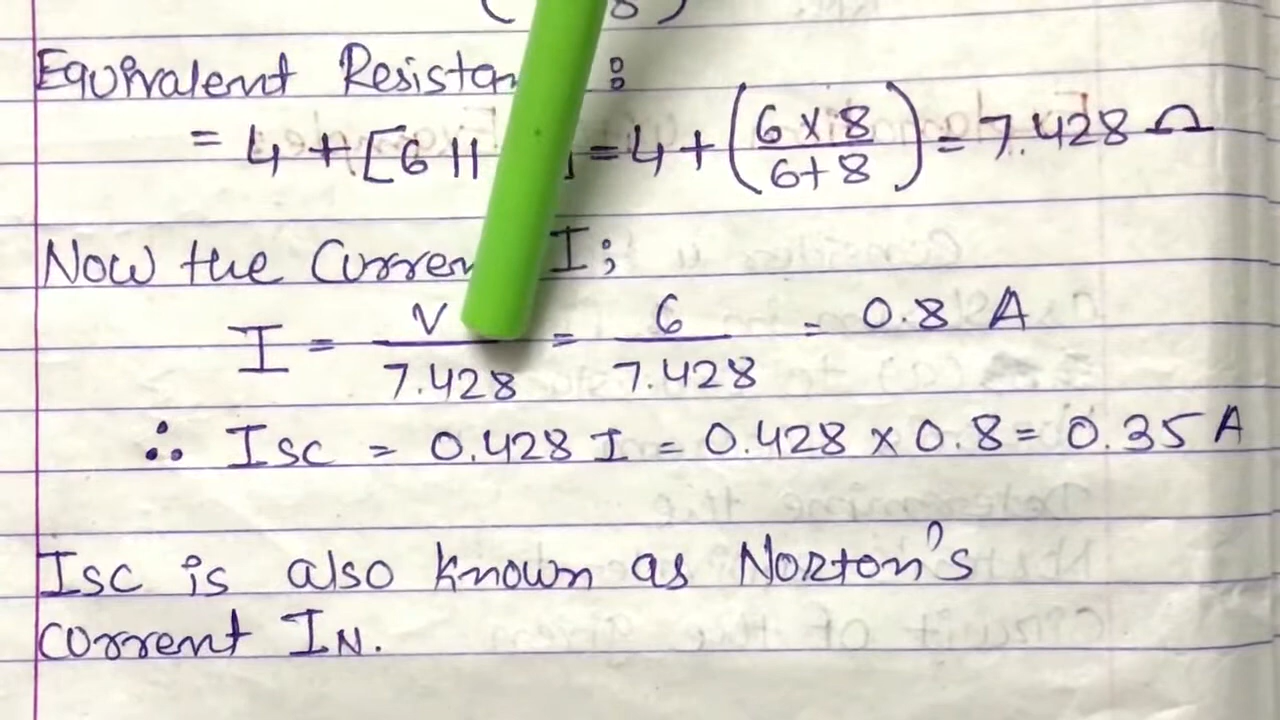 8)
Equivalent Resistan :
= 4 + [6 || ] = 4 + (6 x 8 / 6+8) = 7.428 Ω
Now the Curren I;
I = V / 7.428 = 6 / 7.428 = 0.8 A
∴ Isc = 0.428 I = 0.428 x 0.8 = 0.35 A
Isc is also known as Norton's
current IN.